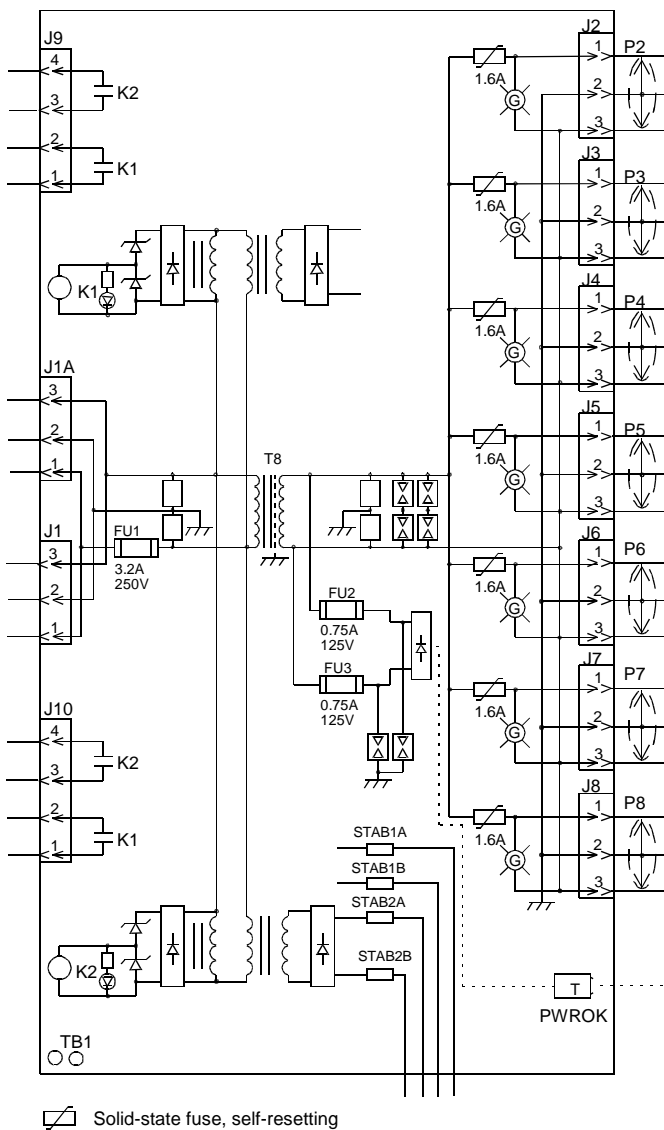 J9
4
K2
3
2
K1
1
K1
J1A
3
2
1
J1
FU1
3
3.2A
250V
2
1
J10
4
K2
3
2
K1
1
K2
TB1
T8
FU2
0.75A
125V
FU3
0.75A
125V
STAB1A
STAB1B
STAB2A
STAB2B
J2
1
P2
1.6A
G
2
3
J3
1
P3
1.6A
G
2
3
J4
1
P4
1.6A
G
2
3
J5
1
P5
1.6A
G
2
3
J6
1
P6
1.6A
G
2
3
J7
1
P7
1.6A
G
2
3
J8
1
P8
1.6A
G
2
3
T
PWROK
Solid-state fuse, self-resetting